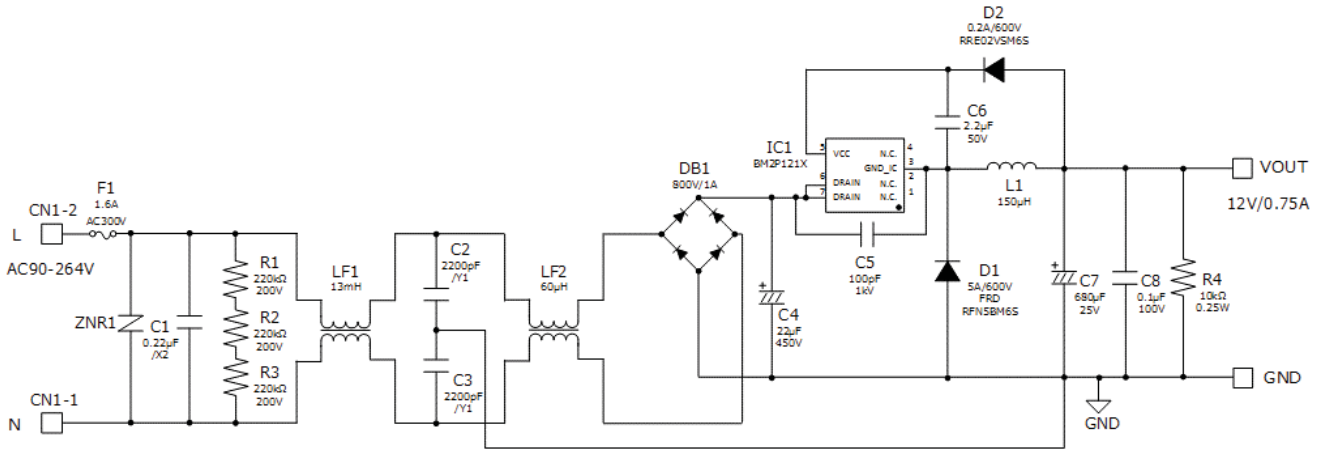 D2
0.2A/600V
RRE02VSM6S
C6
2.2µF
50V
IC1
BM2P121X
5
VCC
N.C.
4
GND_IC
3
6
DRAIN
N.C.
2
7
DRAIN
N.C.
1
DB1
800V/1A
L1
150µH
VOUT
12V/0.75A
F1
1.6A
AC300V
CN1-2
L
AC90-264V
ZNR1
C1
0.22µF
/X2
R1
220kΩ
200V
R2
220kΩ
200V
R3
220kΩ
200V
LF1
13mH
C2
2200pF
/Y1
C3
2200pF
/Y1
LF2
60µH
C5
100pF
1kV
+
C4
22µF
450V
D1
5A/600V
FRD
RFN5BM6S
+
C7
680µF
25V
C8
0.1µF
100V
R4
10kΩ
0.25W
GND
GND
CN1-1
N